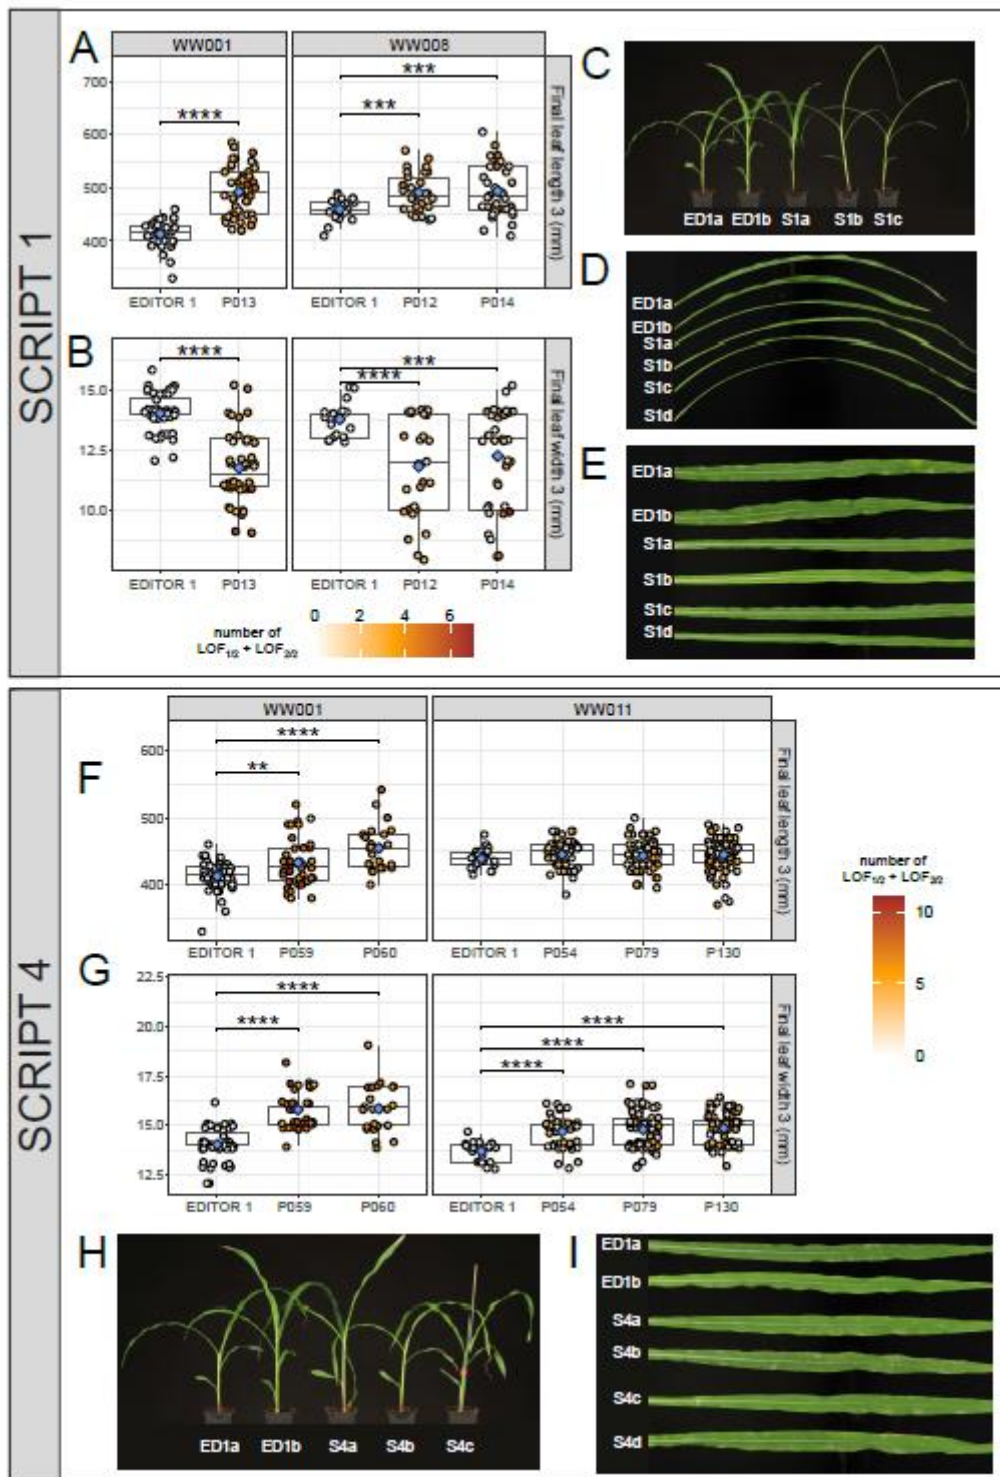 SCRIPT 1
A
WW001
WW008
700
600
500
400
****
***
***
Final leaf length 3 (mm)
EDITOR 1
P013
EDITOR 1
P012
P014
B
15.0
12.5
10.0
****
***
****
Final leaf width 3 (mm)
EDITOR 1
P013
EDITOR 1
P012
P014
number of
LOF1/2 + LOF2/2
0 2 4 6
C
ED1a ED1b S1a S1b S1c
D
ED1a
ED1b
S1a
S1b
S1c
S1d
E
ED1a
ED1b
S1a
S1b
S1c
S1d
SCRIPT 4
F
WW001
WW011
600
500
400
****
**
Final leaf length 3 (mm)
EDITOR 1
P059
P060
EDITOR 1
P054
P079
P130
G
22.5
20.0
17.5
15.0
12.5
****
****
****
****
****
Final leaf width 3 (mm)
EDITOR 1
P059
P060
EDITOR 1
P054
P079
P130
number of
LOF1/2 + LOF2/2
10
5
0
H
ED1a ED1b S4a S4b S4c
I
ED1a
ED1b
S4a
S4b
S4c
S4d